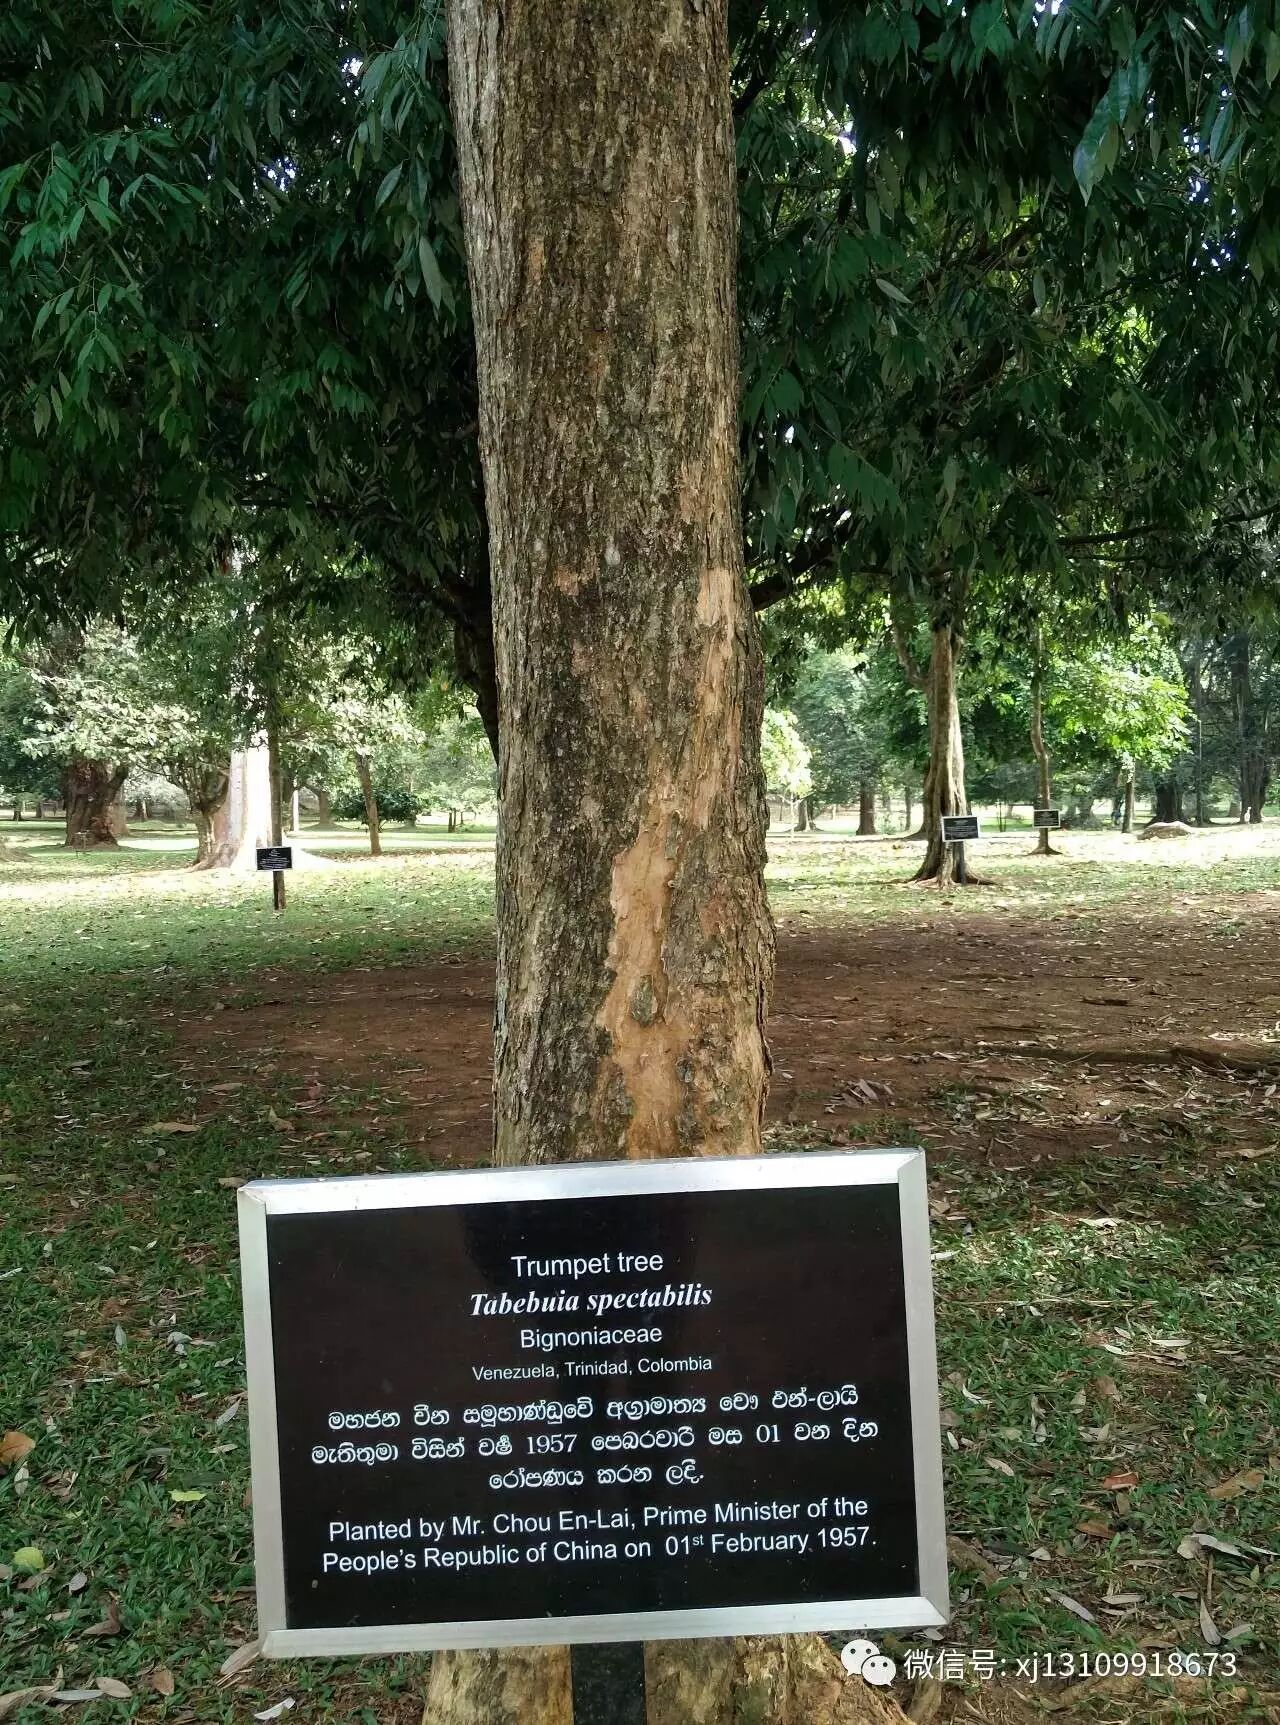 Trumpet tree
Tabebuia spectabilis
Bignoniaceae
Venezuela, Trinidad, Colombia
මහජන චීන සමූහාණ්ඩුවේ අග්‍රාමාත්‍ය චෞ එන්-ලායි
මැතිතුමා විසින් වර්ෂ 1957 පෙබරවාරි මස 01 වන දින
රෝපණය කරන ලදි.
Planted by Mr. Chou En-Lai, Prime Minister of the
People's Republic of China on 01st February 1957.
微信号: xj13109918673